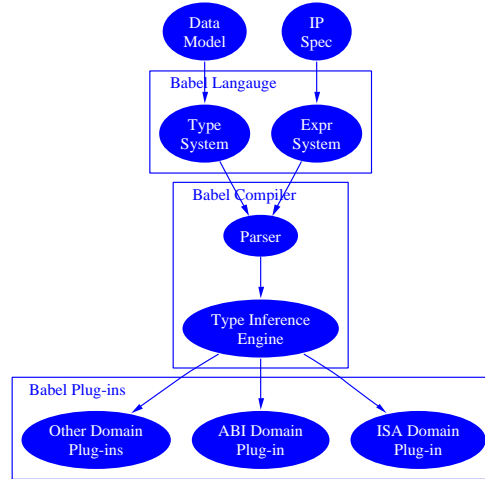 Data
Model
IP
Spec
Babel Langauge
Type
System
Expr
System
Babel Compiler
Parser
Type Inference
Engine
Babel Plug-ins
Other Domain
Plug-ins
ABI Domain
Plug-in
ISA Domain
Plug-in